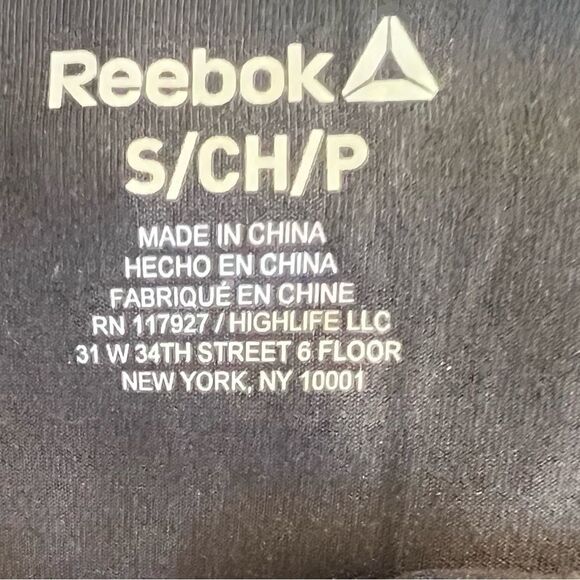 Reebok
S/CH/P
MADE IN CHINA
HECHO EN CHINA
FABRIQUÉ EN CHINE
RN 117927 / HIGHLIFE LLC
31 W 34TH STREET 6 FLOOR
NEW YORK, NY 10001